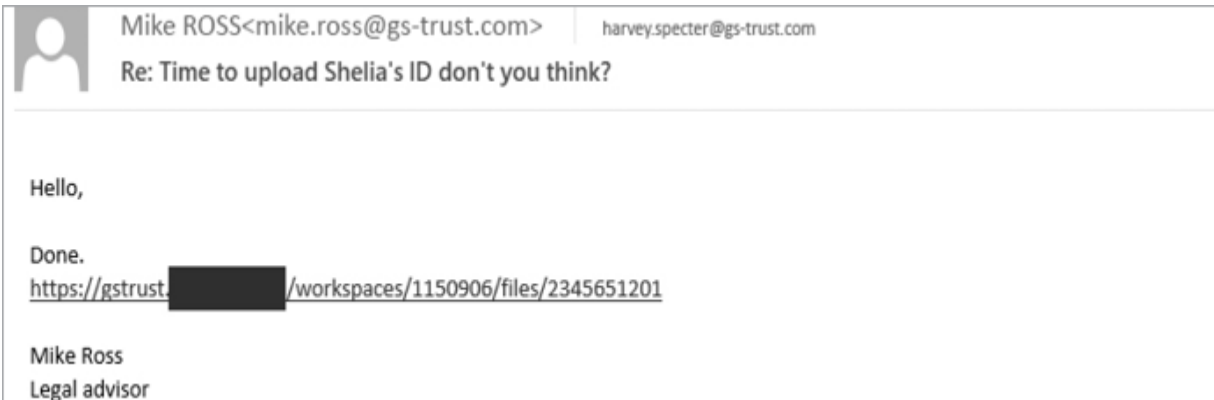 Mike ROSS<mike.ross@gs-trust.com> harvey.specter@gs-trust.com
Re: Time to upload Shelia's ID don't you think?
Hello,
Done.
https://gstrust. /workspaces/1150906/files/2345651201
Mike Ross
Legal advisor